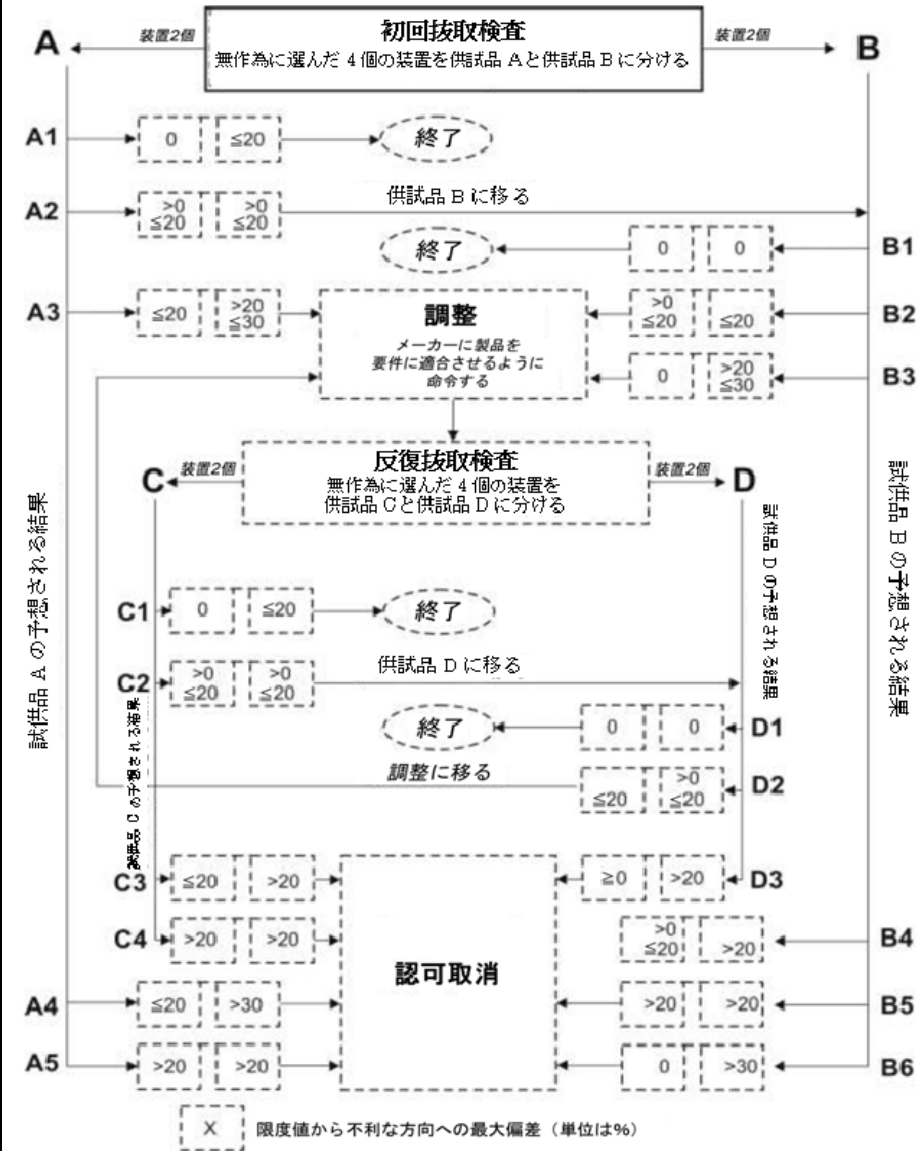 初回抜取検査
無作為に選んだ 4 個の装置を供試品 A と供試品 B に分ける
A
装置2個
装置2個
B
A1
0
≦20
終了
A2
>0
≦20
>0
≦20
供試品 B に移る
終了
0
0
B1
A3
≦20
>20
≦30
調整
メーカーに製品を
要件に適合させるように
命令する
>0
≦20
≦20
B2
0
>20
≦30
B3
反復抜取検査
無作為に選んだ 4 個の装置を
供試品 C と供試品 D に分ける
C
装置2個
装置2個
D
試供品 A の予想される結果
試供品 B の予想される結果
試供品 D の予想される結果
C1
0
≦20
終了
C2
>0
≦20
>0
≦20
供試品 D に移る
試供品 C の予想される結果
終了
0
0
D1
調整に移る
≦20
>0
≦20
D2
C3
≦20
>20
≥0
>20
D3
C4
>20
>20
認可取消
>0
≦20
>20
B4
A4
≦20
>30
>20
>20
B5
A5
>20
>20
0
>30
B6
X
限度値から不利な方向への最大偏差（単位は%）